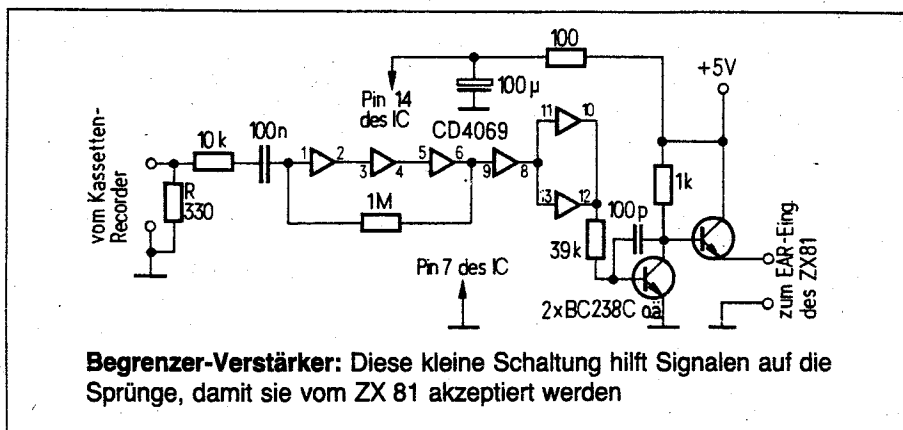 100
+5V
100µ
Pin 14
des IC
CD4069
vom Kassetten-
Recorder
10k
100n
1
2
3
4
5
6
9
8
11
10
13
12
1k
R
330
1M
100p
39k
Pin 7 des IC
2xBC238C oä.
zum EAR-Eing.
des ZX81
Begrenzer-Verstärker: Diese kleine Schaltung hilft Signalen auf die
Sprünge, damit sie vom ZX 81 akzeptiert werden